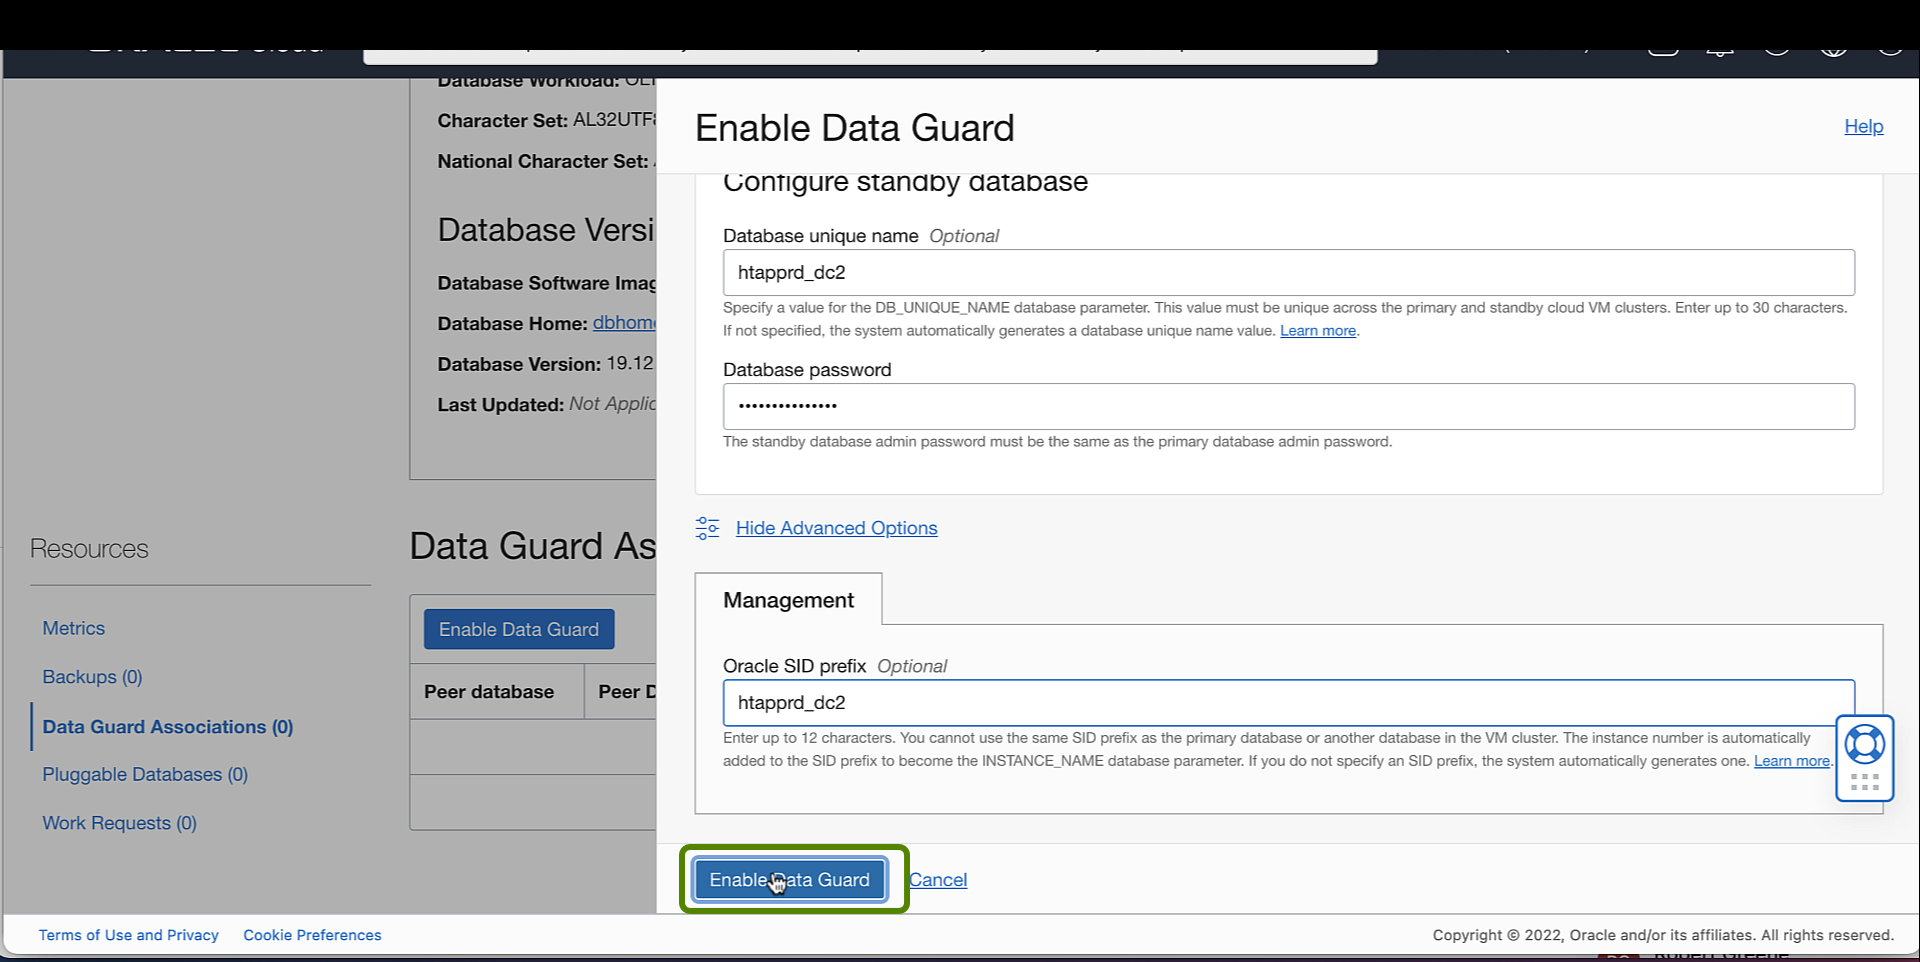 Cloud
Database Workload:
Character Set: AL32UTF8
National Character Set:
Database Versi
Database Software Imag
Database Home: dbhome
Database Version: 19.12
Last Updated: Not Applic
Resources
Metrics
Backups (0)
Data Guard Associations (0)
Pluggable Databases (0)
Work Requests (0)
Data Guard As
Enable Data Guard
Peer database
Peer D
Enable Data Guard
Help
Configure standby database
Database unique name Optional
htapprd_dc2
Specify a value for the DB_UNIQUE_NAME database parameter. This value must be unique across the primary and standby cloud VM clusters. Enter up to 30 characters.
If not specified, the system automatically generates a database unique name value. Learn more.
Database password
•••••••••••••••
The standby database admin password must be the same as the primary database admin password.
Hide Advanced Options
Management
Oracle SID prefix Optional
htapprd_dc2
Enter up to 12 characters. You cannot use the same SID prefix as the primary database or another database in the VM cluster. The instance number is automatically
added to the SID prefix to become the INSTANCE_NAME database parameter. If you do not specify an SID prefix, the system automatically generates one. Learn more.
Enable Data Guard
Cancel
Terms of Use and Privacy
Cookie Preferences
Copyright © 2022, Oracle and/or its affiliates. All rights reserved.